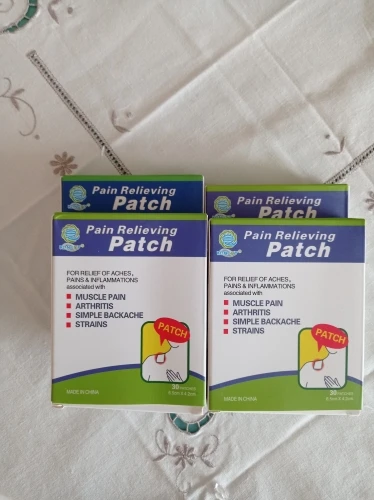 Pain Relieving
Patch
Pain Relieving
Patch
Pain Relieving
Patch
FOR RELIEF OF ACHES,
PAINS & INFLAMMATIONS
associated with
MUSCLE PAIN
ARTHRITIS
SIMPLE BACKACHE
STRAINS
PATCH
MADE IN CHINA
Pain Relieving
Patch
FOR RELIEF OF ACHES,
PAINS & INFLAMMATIONS
associated with
MUSCLE PAIN
ARTHRITIS
SIMPLE BACKACHE
STRAINS
PATCH
MADE IN CHINA